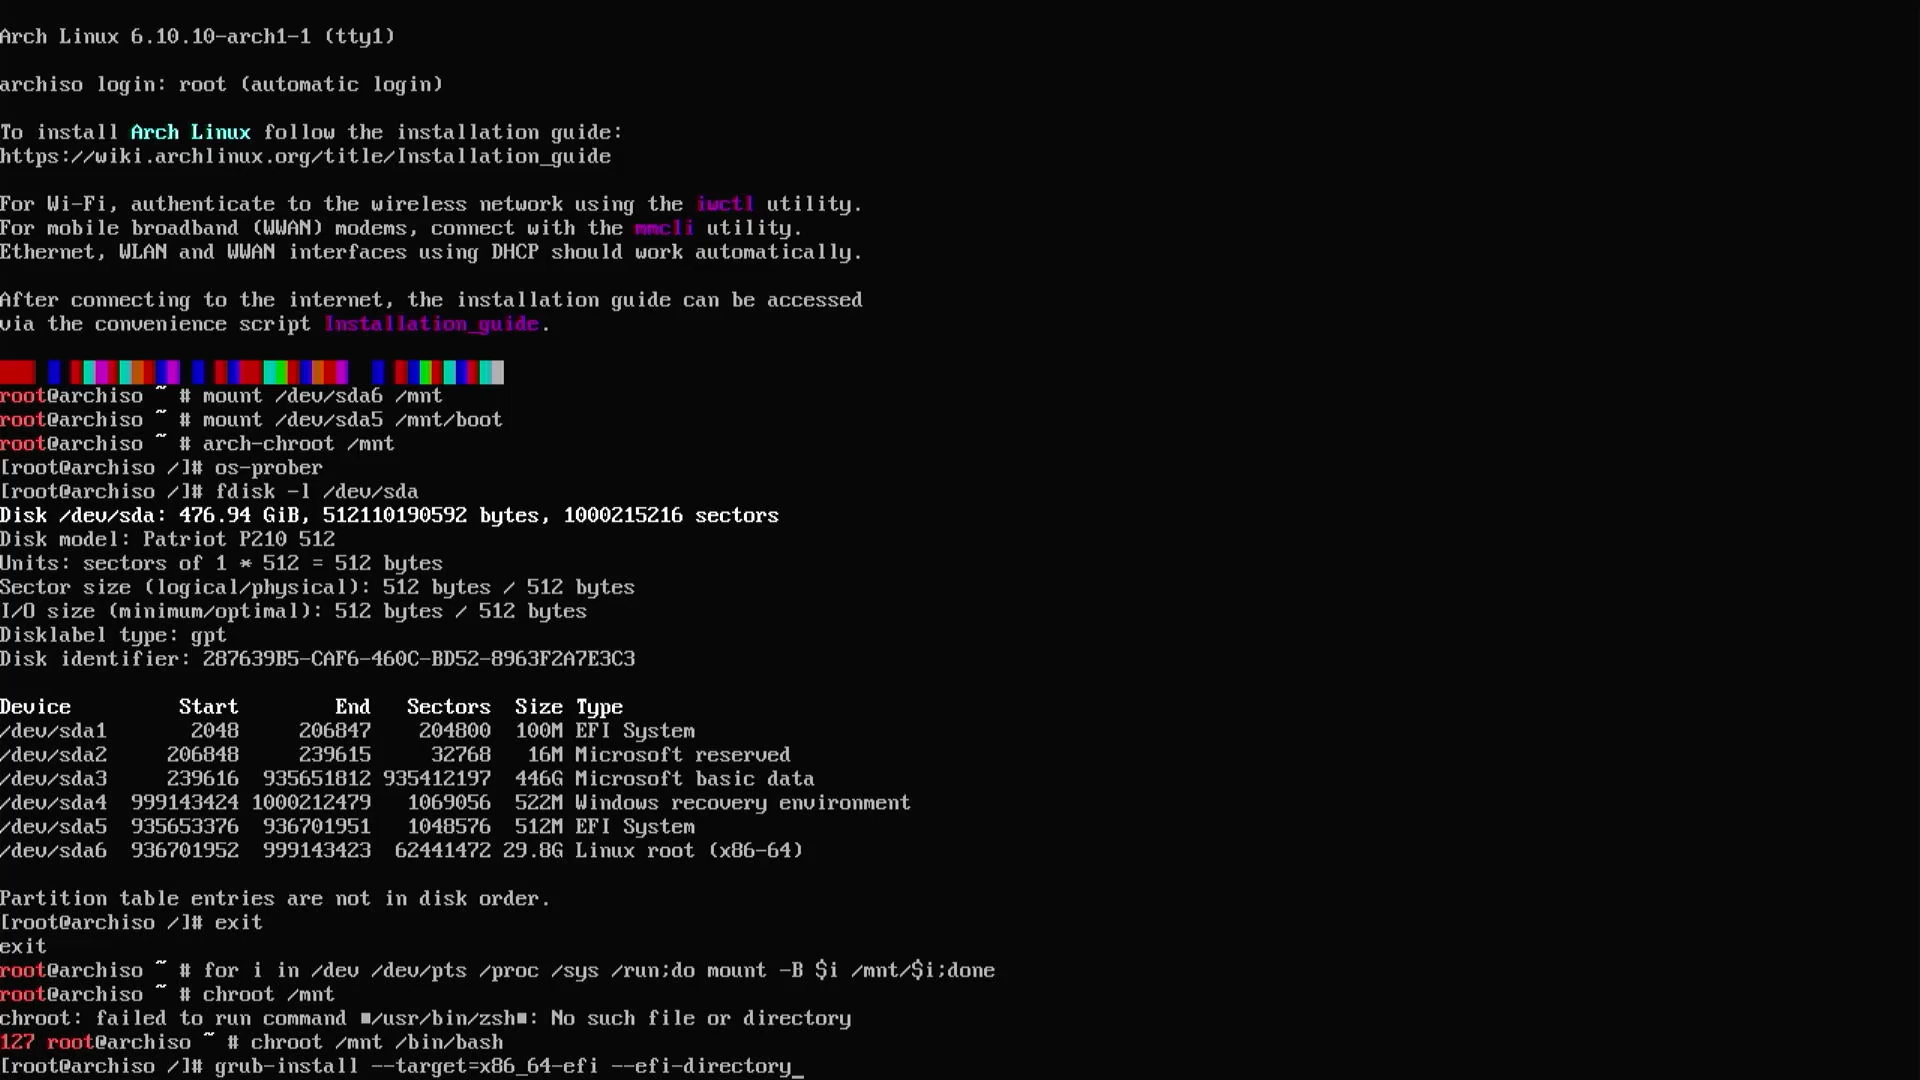 Arch Linux 6.10.10-arch1-1 (tty1)
archiso login: root (automatic login)
To install Arch Linux follow the installation guide:
https://wiki.archlinux.org/title/Installation_guide
For Wi-Fi, authenticate to the wireless network using the iwctl utility.
For mobile broadband (WWAN) modems, connect with the mmcli utility.
Ethernet, WLAN and WWAN interfaces using DHCP should work automatically.
After connecting to the internet, the installation guide can be accessed
via the convenience script Installation_guide.
root@archiso ~ # mount /dev/sda6 /mnt
root@archiso ~ # mount /dev/sda5 /mnt/boot
root@archiso ~ # arch-chroot /mnt
[root@archiso /]# os-prober
[root@archiso /]# fdisk -l /dev/sda
Disk /dev/sda: 476.94 GiB, 512110190592 bytes, 1000215216 sectors
Disk model: Patriot P210 512
Units: sectors of 1 * 512 = 512 bytes
Sector size (logical/physical): 512 bytes / 512 bytes
I/O size (minimum/optimal): 512 bytes / 512 bytes
Disklabel type: gpt
Disk identifier: 287639B5-CAF6-460C-BD52-8963F2A7E3C3
Device Start End Sectors Size Type
/dev/sda1 2048 206847 204800 100M EFI System
/dev/sda2 206848 239615 32768 16M Microsoft reserved
/dev/sda3 239616 935651812 935412197 446G Microsoft basic data
/dev/sda4 999143424 1000212479 1069056 522M Windows recovery environment
/dev/sda5 935653376 936701951 1048576 512M EFI System
/dev/sda6 936701952 999143423 62441472 29.8G Linux root (x86-64)
Partition table entries are not in disk order.
[root@archiso /]# exit
exit
root@archiso ~ # for i in /dev /dev/pts /proc /sys /run;do mount -B $i /mnt/$i;done
root@archiso ~ # chroot /mnt
chroot: failed to run command ■/usr/bin/zsh■: No such file or directory
127 root@archiso ~ # chroot /mnt /bin/bash
[root@archiso /]# grub-install --target=x86_64-efi --efi-directory_